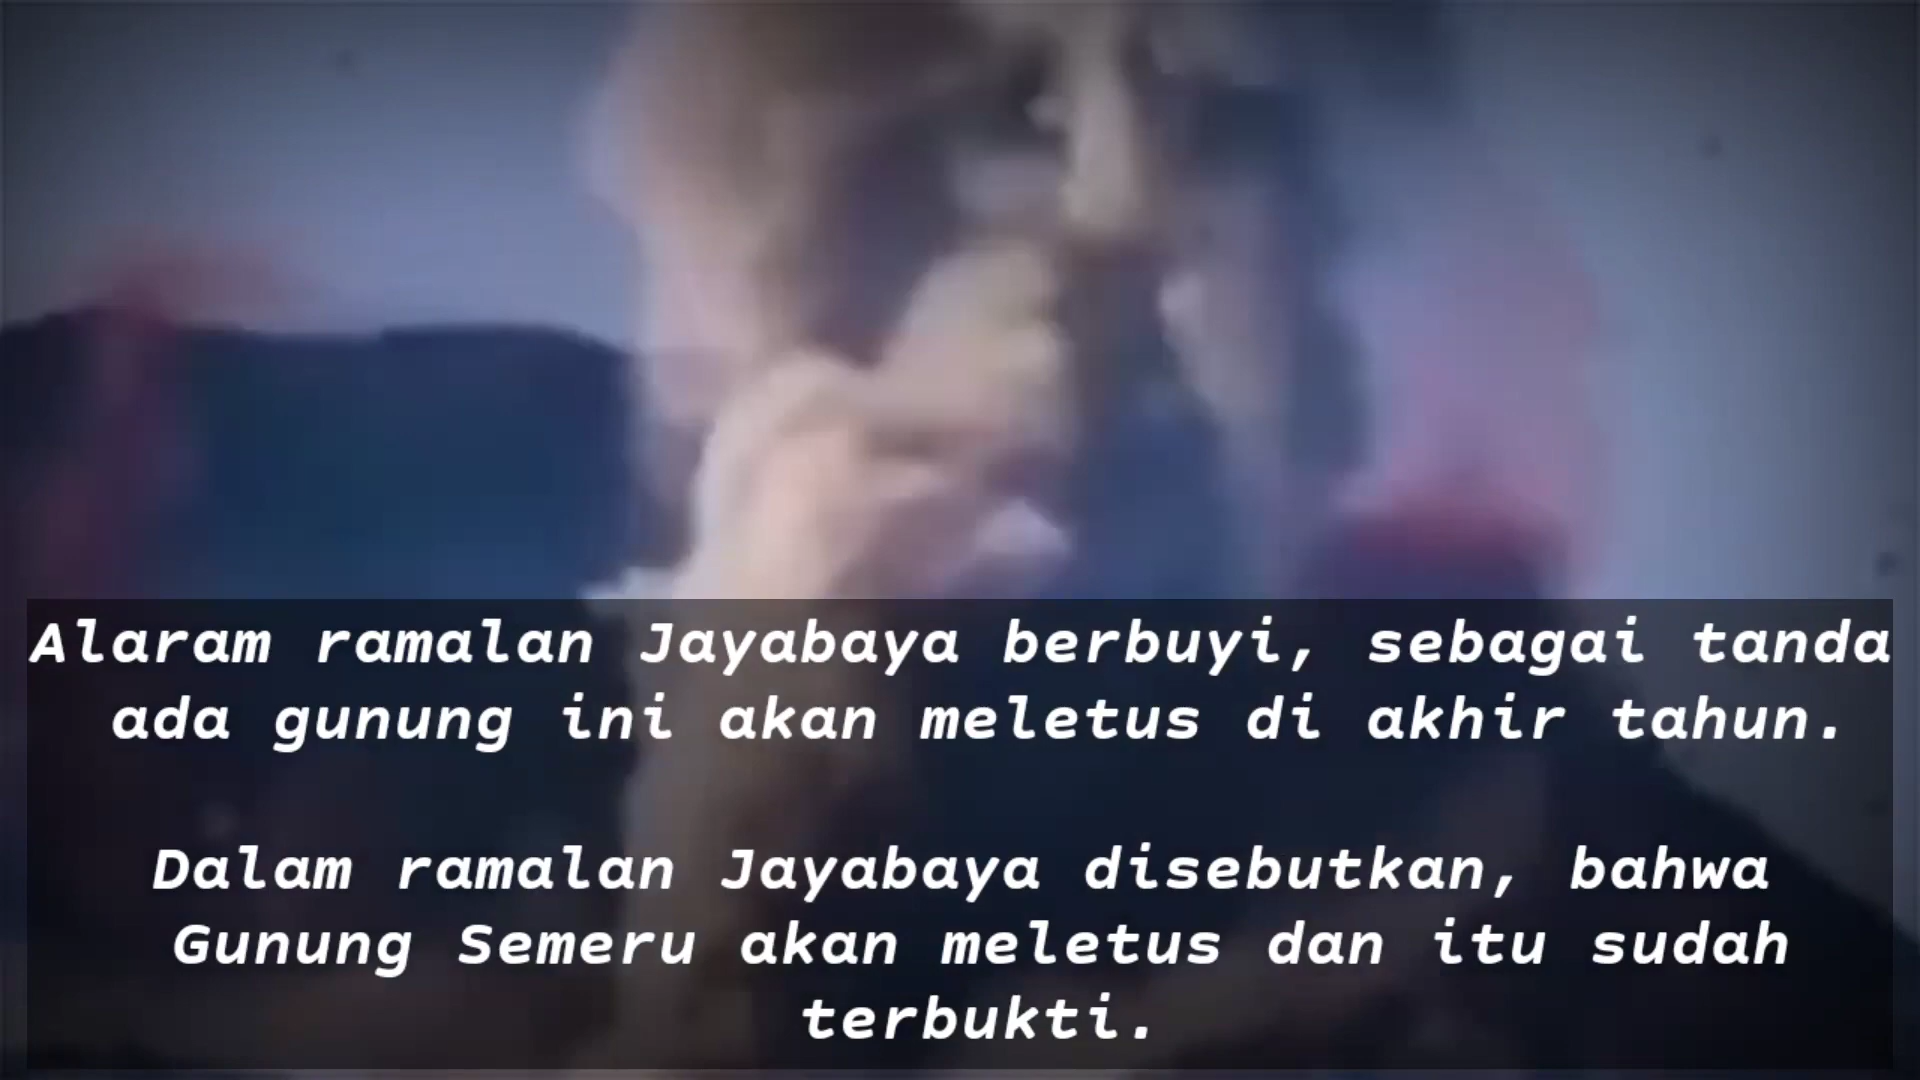 Alaram ramalan Jayabaya berbuyi, sebagai tanda
ada gunung ini akan meletus di akhir tahun.
Dalam ramalan Jayabaya disebutkan, bahwa
Gunung Semeru akan meletus dan itu sudah
terbukti.